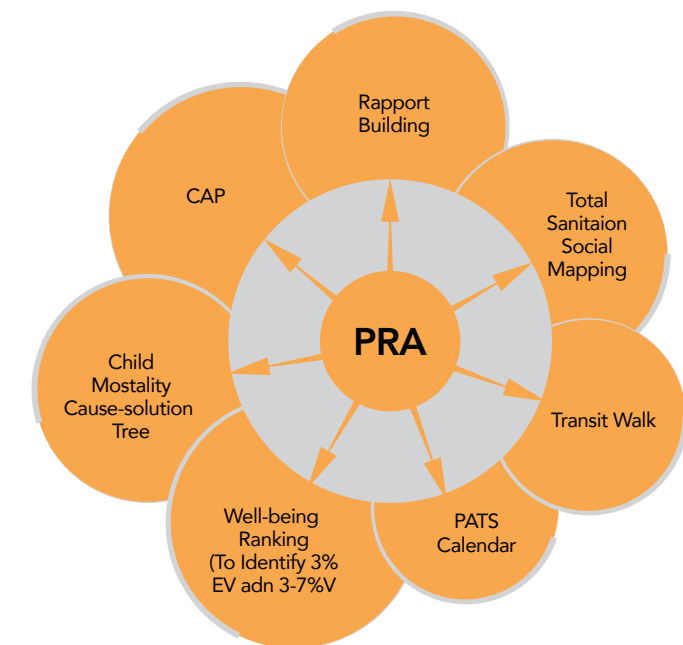 Rapport
Building
CAP
Total
Sanitaion
Social
Mapping
PRA
Child
Mostality
Cause-solution
Tree
Transit Walk
Well-being
Ranking
(To Identify 3%
EV adn 3-7%V
PATS
Calendar